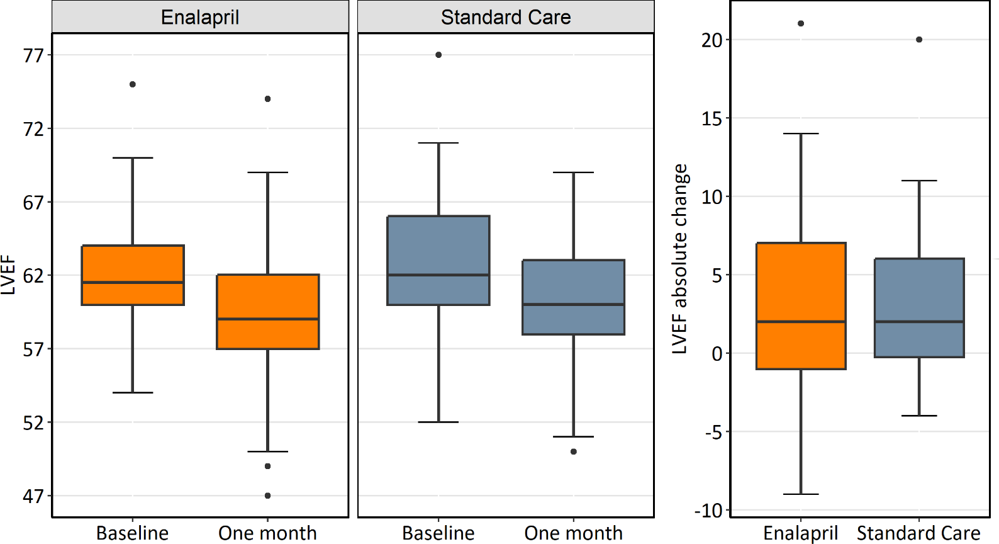 Enalapril
Standard Care
LVEF
77
72
67
62
57
52
47
Baseline
One month
Baseline
One month
LVEF absolute change
20
15
10
5
0
-5
-10
Enalapril
Standard Care